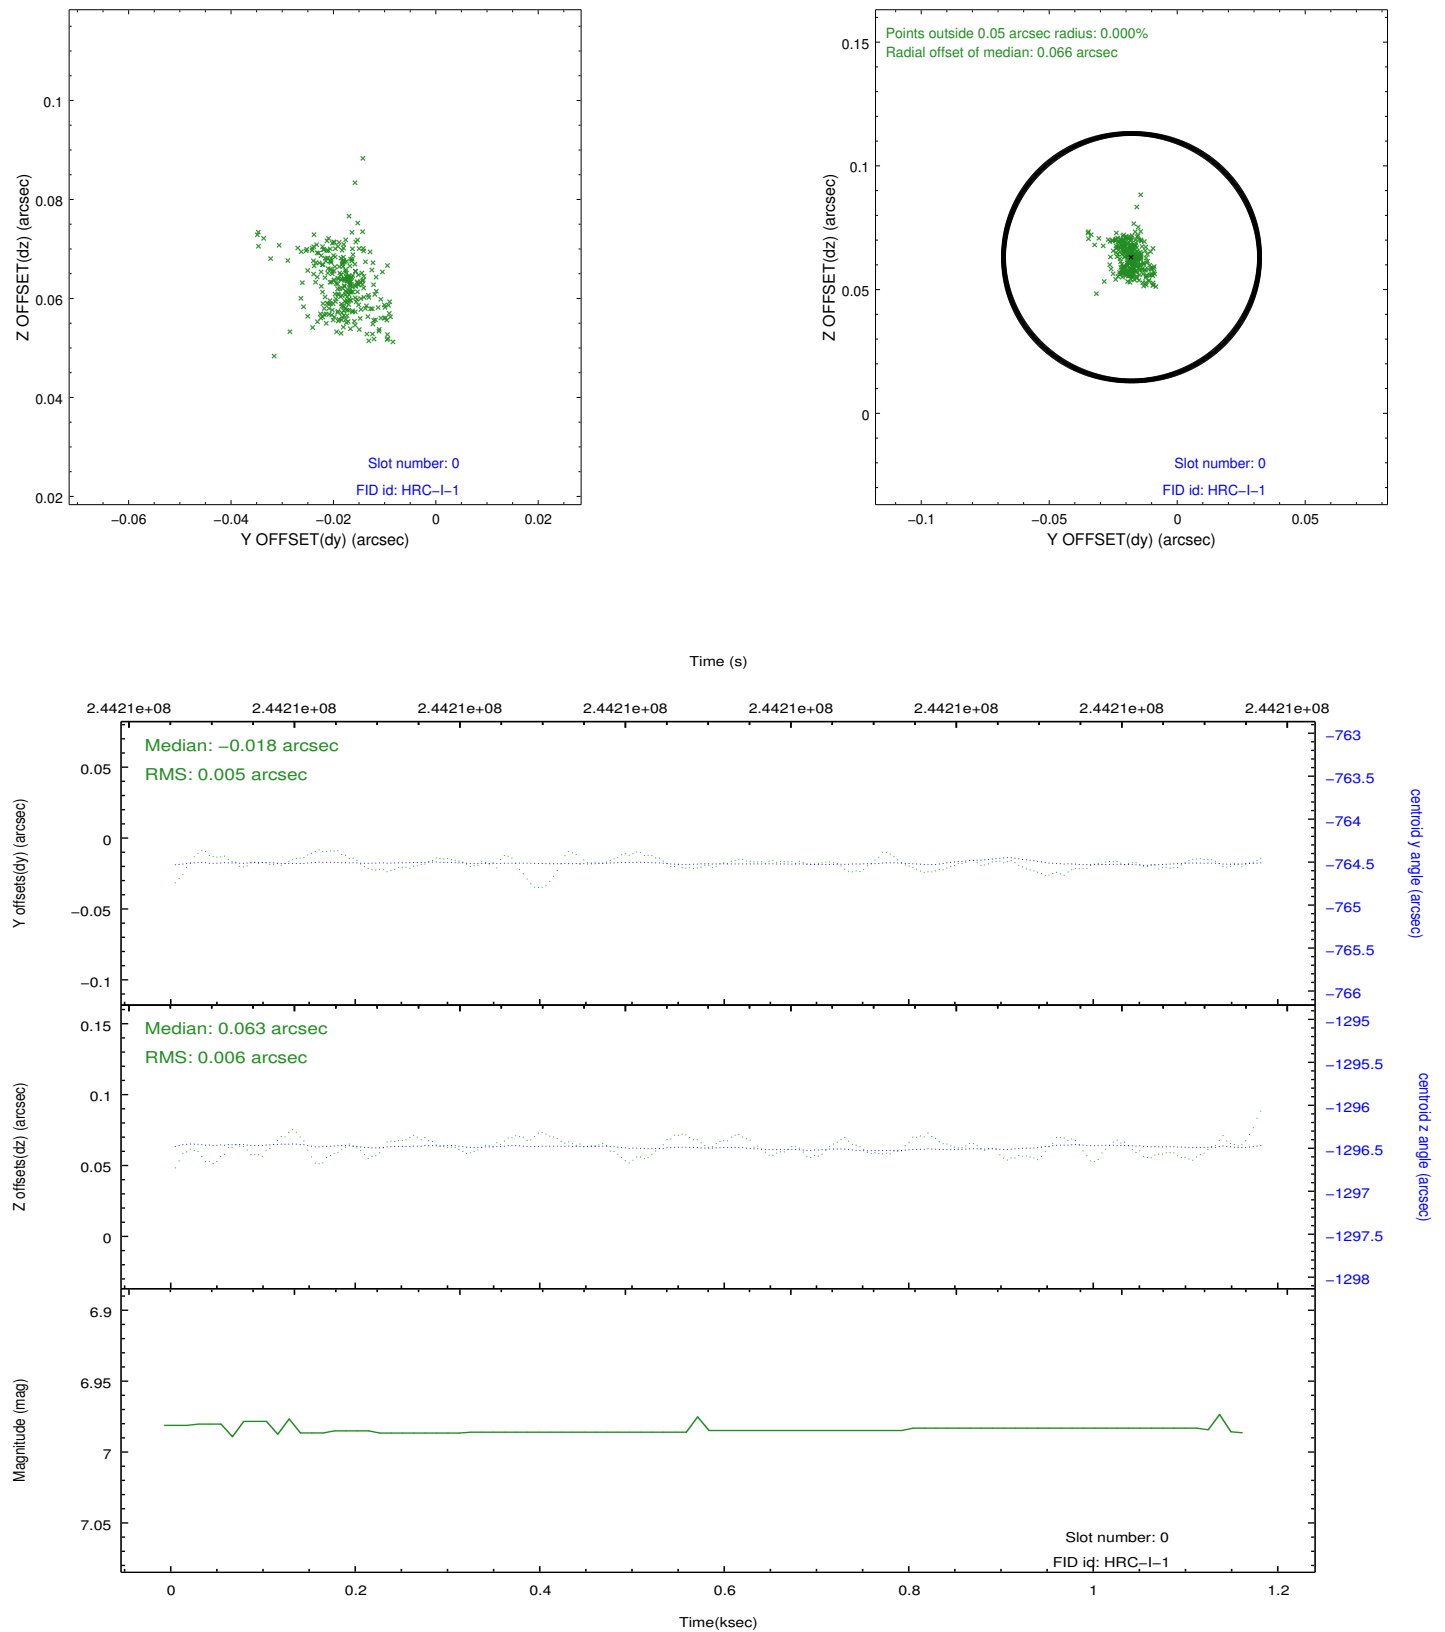 0.1
0.08
0.06
0.04
0.02
Z OFFSET(dz) (arcsec)
Slot number: 0
FID id: HRC−I−1
−0.06 −0.04 −0.02 0 0.02
Y OFFSET(dy) (arcsec)
Points outside 0.05 arcsec radius: 0.000%
Radial offset of median: 0.066 arcsec
0.15
0.1
0.05
0
Z OFFSET(dz) (arcsec)
Slot number: 0
FID id: HRC−I−1
−0.1 −0.05 0 0.05
Y OFFSET(dy) (arcsec)
Time (s)
2.4421e+08 2.4421e+08 2.4421e+08 2.4421e+08 2.4421e+08 2.4421e+08 2.4421e+08 2.4421e+08
Median: −0.018 arcsec
RMS: 0.005 arcsec
0.05
0
−0.05
−0.1
Y offsets(dy) (arcsec)
−763
−763.5
−764
−764.5
−765
−765.5
−766
centroid y angle (arcsec)
Median: 0.063 arcsec
RMS: 0.006 arcsec
0.15
0.1
0.05
0
Z offsets(dz) (arcsec)
−1295
−1295.5
−1296
−1296.5
−1297
−1297.5
−1298
centroid z angle (arcsec)
6.9
6.95
7
7.05
Magnitude (mag)
Slot number: 0
FID id: HRC−I−1
0 0.2 0.4 0.6 0.8 1 1.2
Time(ksec)